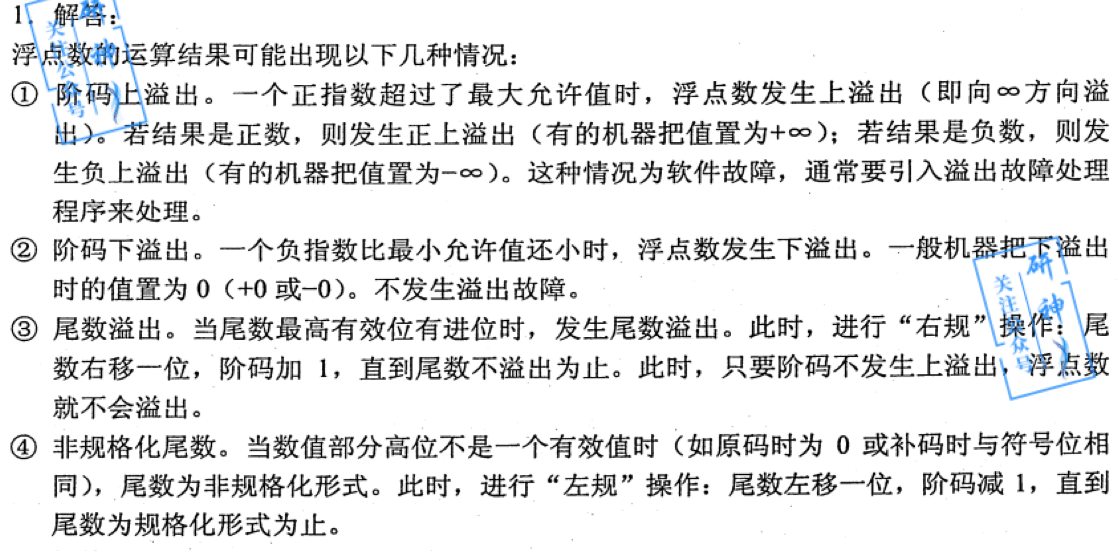 1. 解答：
浮点数的运算结果可能出现以下几种情况：
① 阶码上溢出。一个正指数超过了最大允许值时，浮点数发生上溢出（即向∞方向溢
出）。若结果是正数，则发生正上溢出（有的机器把值置为+∞）；若结果是负数，则发
生负上溢出（有的机器把值置为-∞）。这种情况为软件故障，通常要引入溢出故障处理
程序来处理。
② 阶码下溢出。一个负指数比最小允许值还小时，浮点数发生下溢出。一般机器把下溢出
时的值置为 0（+0 或-0）。不发生溢出故障。
③ 尾数溢出。当尾数最高有效位有进位时，发生尾数溢出。此时，进行“右规”操作：尾
数右移一位，阶码加 1，直到尾数不溢出为止。此时，只要阶码不发生上溢出，浮点数
就不会溢出。
④ 非规格化尾数。当数值部分高位不是一个有效值时（如原码时为 0 或补码时与符号位相
同），尾数为非规格化形式。此时，进行“左规”操作：尾数左移一位，阶码减 1，直到
尾数为规格化形式为止。
关注公众号
研神
关注公众号
研神